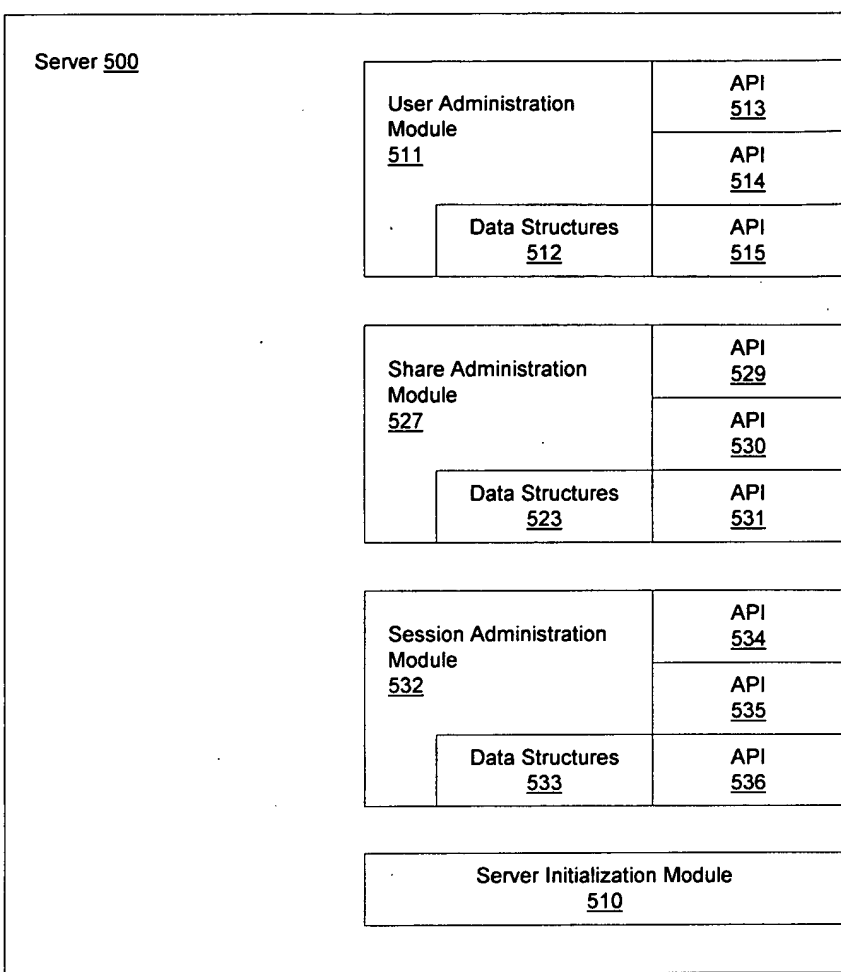 Server 500
User Administration
Module
511
API
513
API
514
Data Structures
512
API
515
Share Administration
Module
527
API
529
API
530
Data Structures
523
API
531
Session Administration
Module
532
API
534
API
535
Data Structures
533
API
536
Server Initialization Module
510